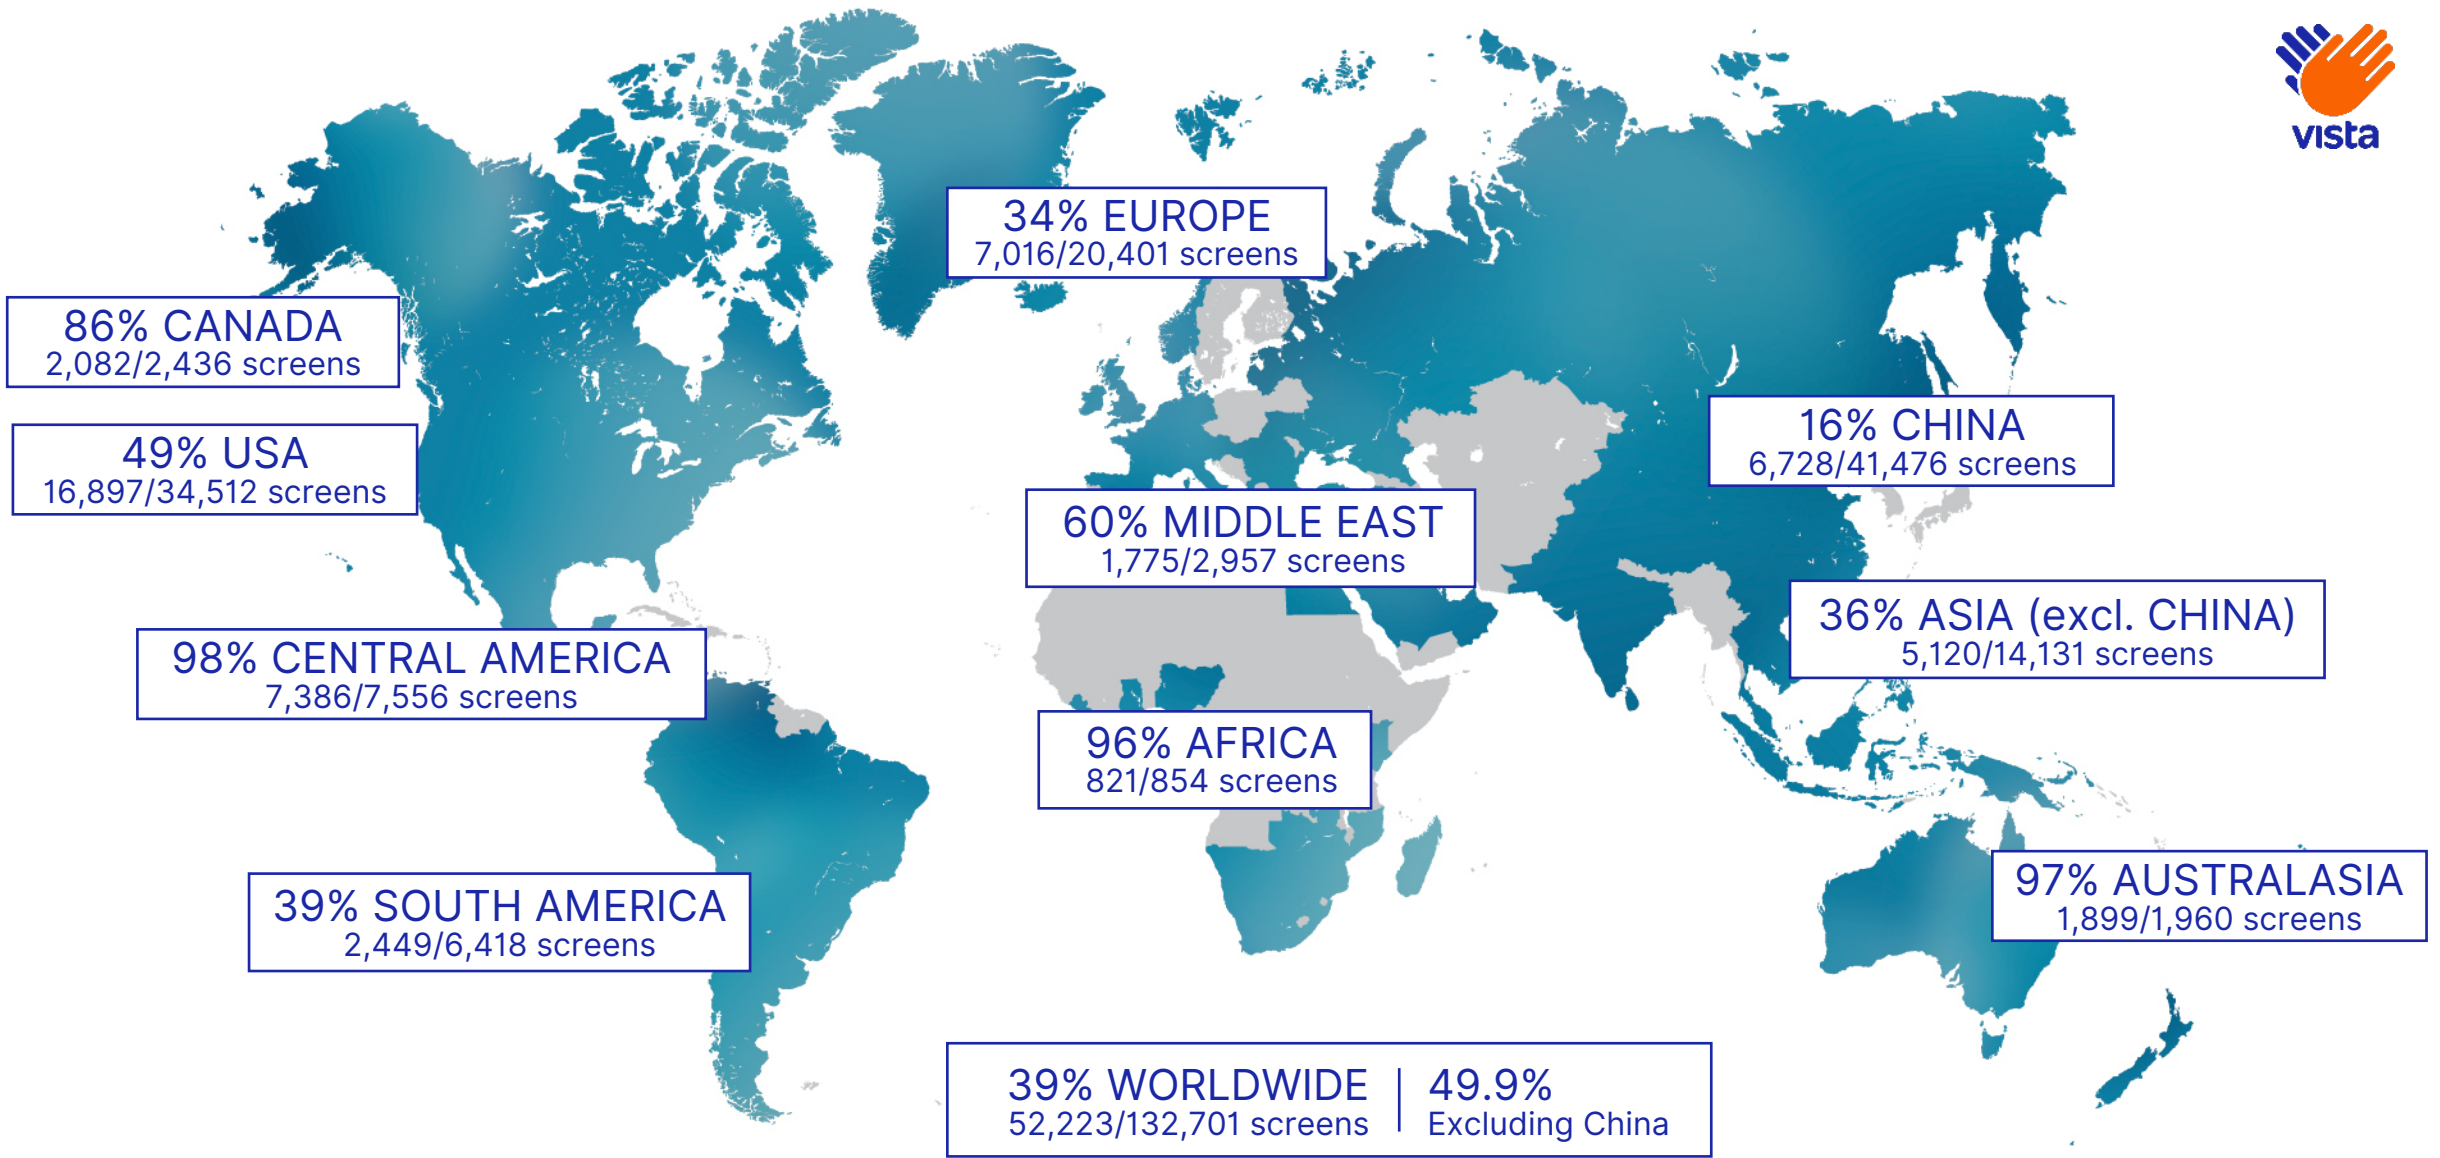 vista
34% EUROPE
7,016/20,401 screens
86% CANADA
2,082/2,436 screens
49% USA
16,897/34,512 screens
16% CHINA
6,728/41,476 screens
60% MIDDLE EAST
1,775/2,957 screens
36% ASIA (excl. CHINA)
5,120/14,131 screens
98% CENTRAL AMERICA
7,386/7,556 screens
96% AFRICA
821/854 screens
39% SOUTH AMERICA
2,449/6,418 screens
97% AUSTRALASIA
1,899/1,960 screens
39% WORLDWIDE
52,223/132,701 screens
49.9%
Excluding China